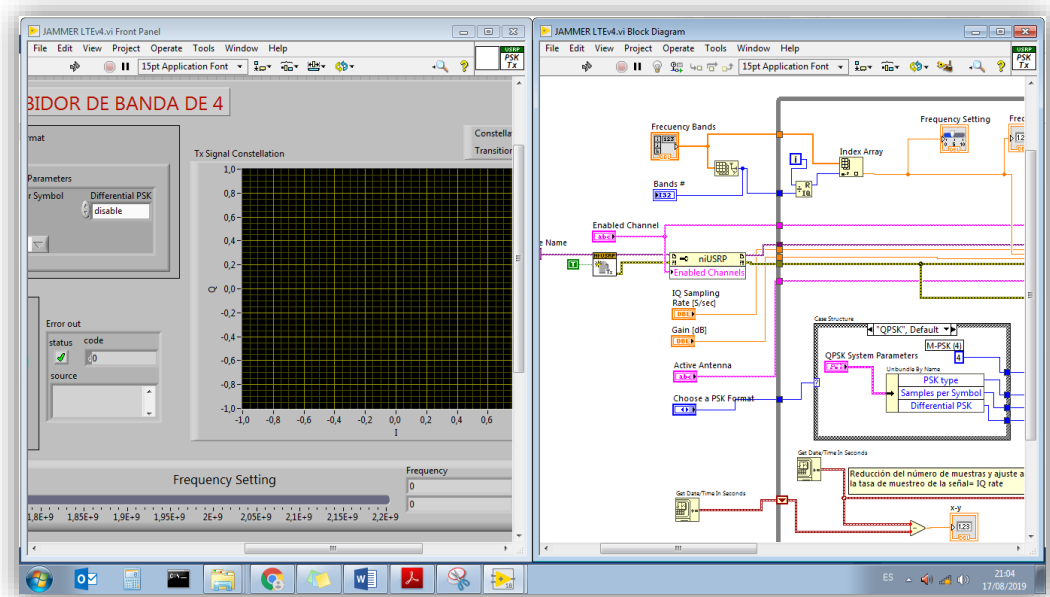 JAMMER LTEv4.vi Front Panel
File Edit View Project Operate Tools Window Help
15pt Application Font
USRP
PSK
Tx
BIDOR DE BANDA DE 4
mat
Parameters
r Symbol
Differential PSK
disable
Constella
Transition
Tx Signal Constellation
1,0
0,8
0,6
0,4
0,2
0,0
-0,2
-0,4
-0,6
-0,8
-1,0
Q
-1,0 -0,8 -0,6 -0,4 -0,2 0,0 0,2 0,4 0,6
I
Error out
status code
0
source
Frequency Setting
1,8E+9 1,85E+9 1,9E+9 1,95E+9 2E+9 2,05E+9 2,1E+9 2,15E+9 2,2E+9
Frequency
0
0
JAMMER LTEv4.vi Block Diagram
File Edit View Project Operate Tools Window Help
15pt Application Font
USRP
PSK
Tx
Frecuency Bands
Bands #
I32
i
R
IQ
Index Array
Frequency Setting
Frec
Enabled Channel
abc
e Name
niUSRP
Enabled Channels
IQ Sampling
Rate [S/sec]
DBL
Gain [dB]
DBL
Active Antenna
abc
Choose a PSK Format
Case Structure
"QPSK", Default
M-PSK (4)
4
QPSK System Parameters
Unbundle By Name
PSK type
Samples per Symbol
Differential PSK
Get Date/Time In Seconds
Reducción del número de muestras y ajuste a
la tasa de muestreo de la señal= IQ rate
Get Date/Time In Seconds
x-y
ES
21:04
17/08/2019